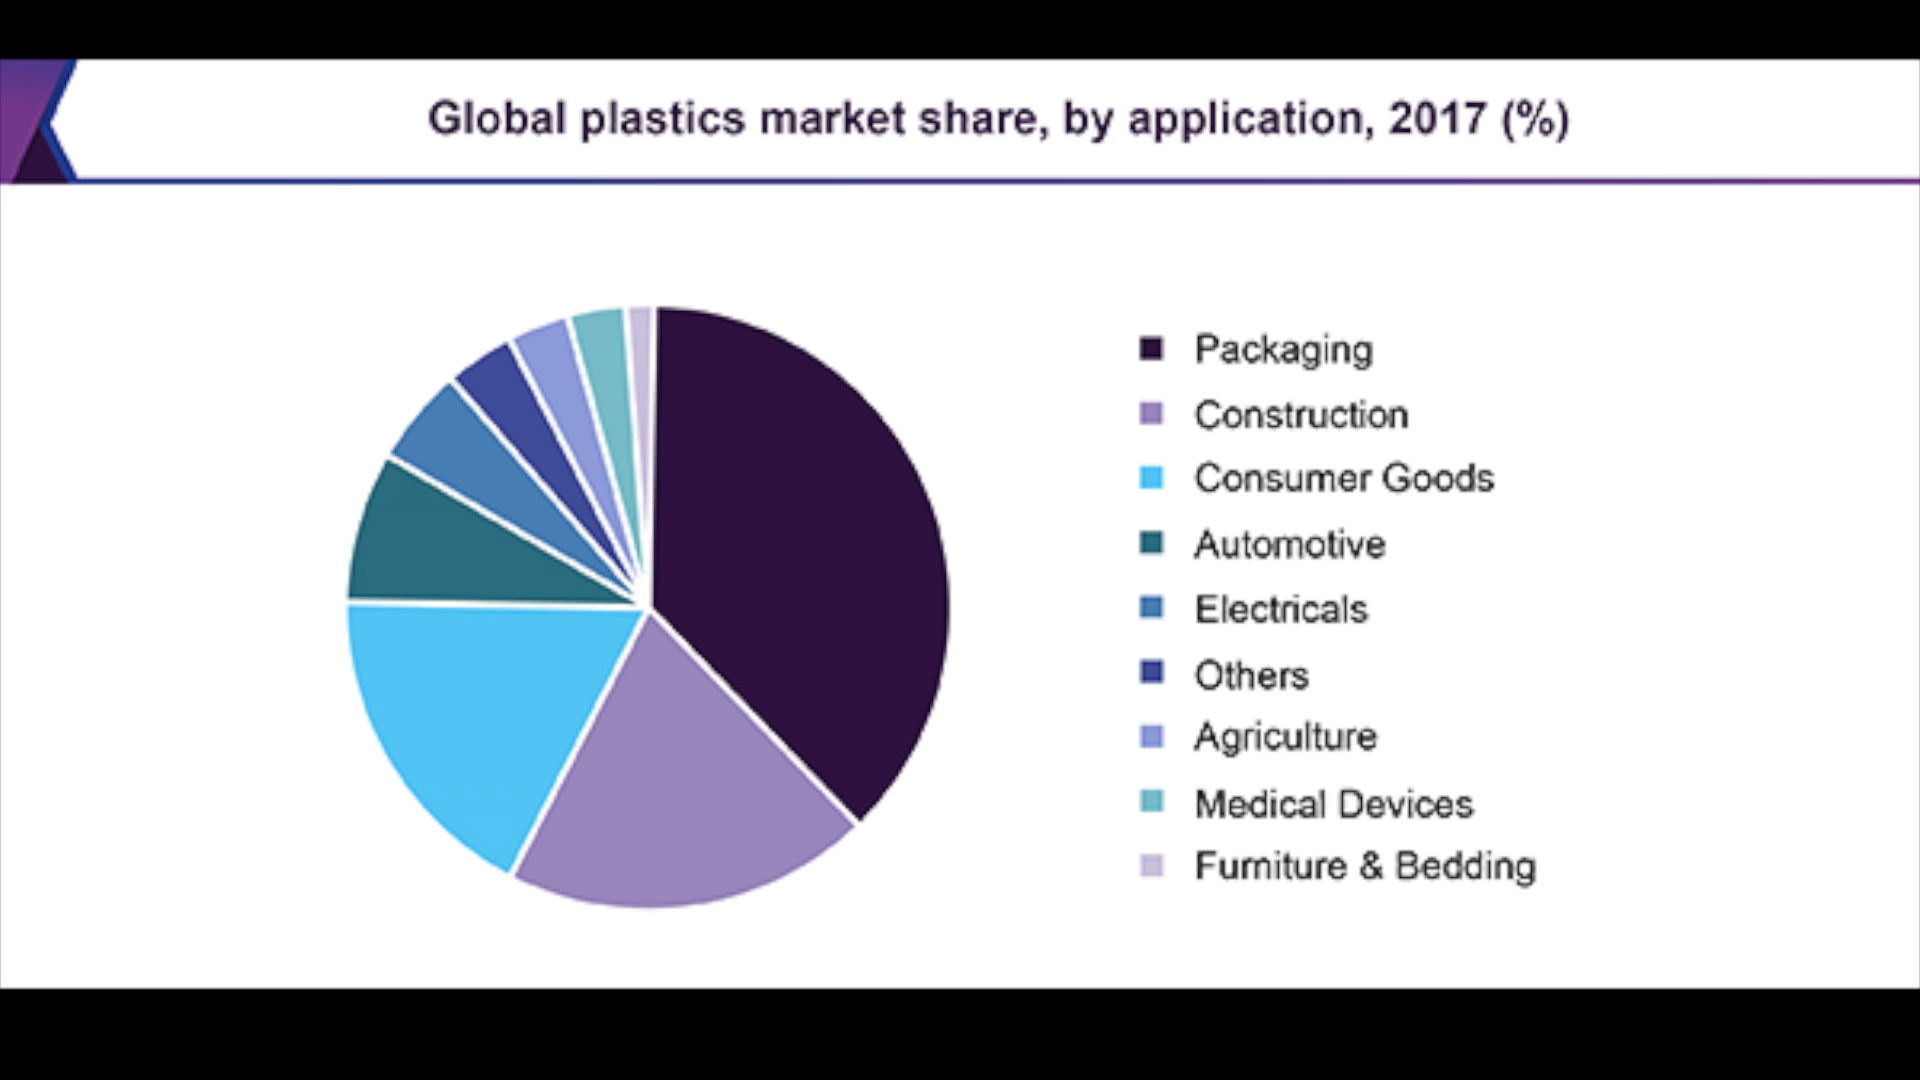 Global plastics market share, by application, 2017 (%)
Packaging
Construction
Consumer Goods
Automotive
Electricals
Others
Agriculture
Medical Devices
Furniture & Bedding